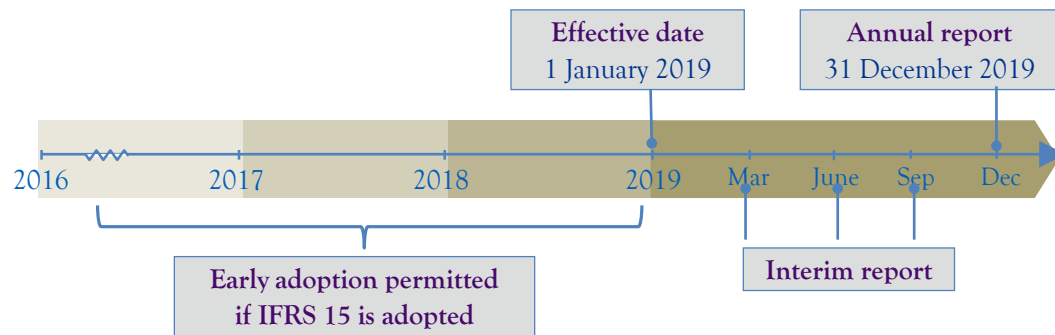 Effective date
1 January 2019
Annual report
31 December 2019
2016
2017
2018
2019
Mar
June
Sep
Dec
Early adoption permitted
if IFRS 15 is adopted
Interim report